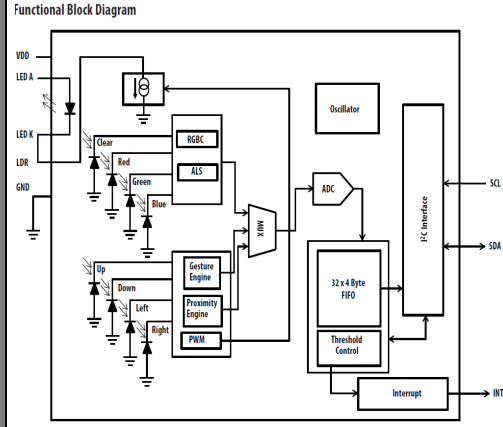 Functional Block Diagram
VDD
LED A
LED K
LDR
GND
Clear
Red
Green
Blue
RGBC
ALS
Up
Down
Left
Right
Gesture
Engine
Proximity
Engine
PWM
MUX
ADC
Oscillator
32 x 4 Byte
FIFO
Threshold
Control
I²C Interface
Interrupt
SCL
SDA
INT